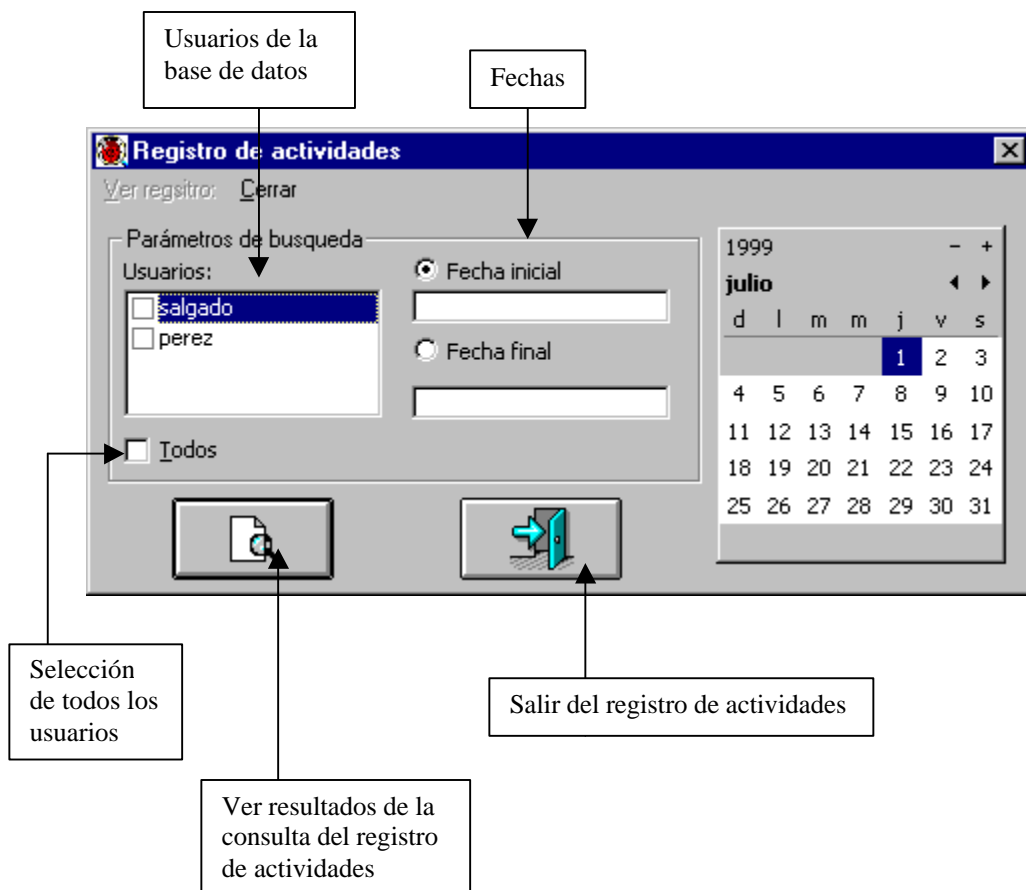 Usuarios de la
base de datos
Fechas
Registro de actividades
Ver regsitro: Cerrar
Parámetros de busqueda
Usuarios:
salgado
perez
Todos
Fecha inicial
Fecha final
1999 - +
julio
d l m m j v s
1 2 3
4 5 6 7 8 9 10
11 12 13 14 15 16 17
18 19 20 21 22 23 24
25 26 27 28 29 30 31
Selección
de todos los
usuarios
Salir del registro de actividades
Ver resultados de la
consulta del registro
de actividades